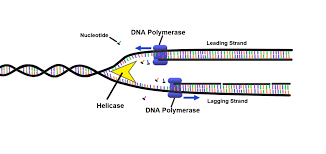 DNA Polymerase
Nucleotide
Leading Strand
Helicase
Lagging Strand
DNA Polymerase